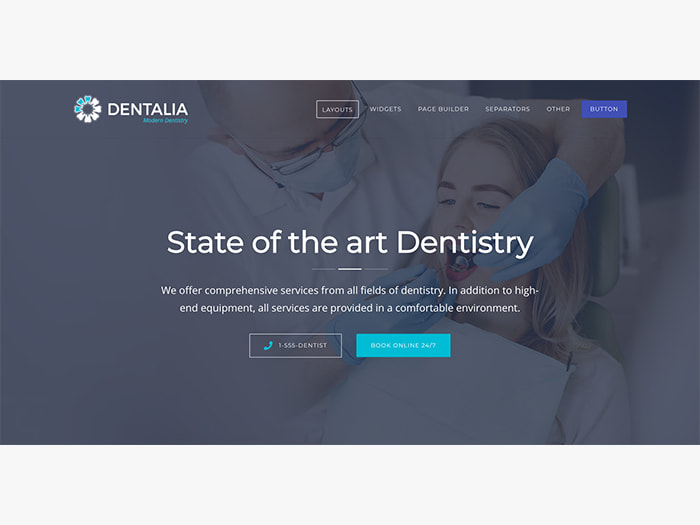 DENTALIA
Modern Dentistry
LAYOUTS WIDGETS PAGE BUILDER SEPARATORS OTHER BUTTON
State of the art Dentistry
We offer comprehensive services from all fields of dentistry. In addition to high-
end equipment, all services are provided in a comfortable environment.
1-555-DENTIST BOOK ONLINE 24/7